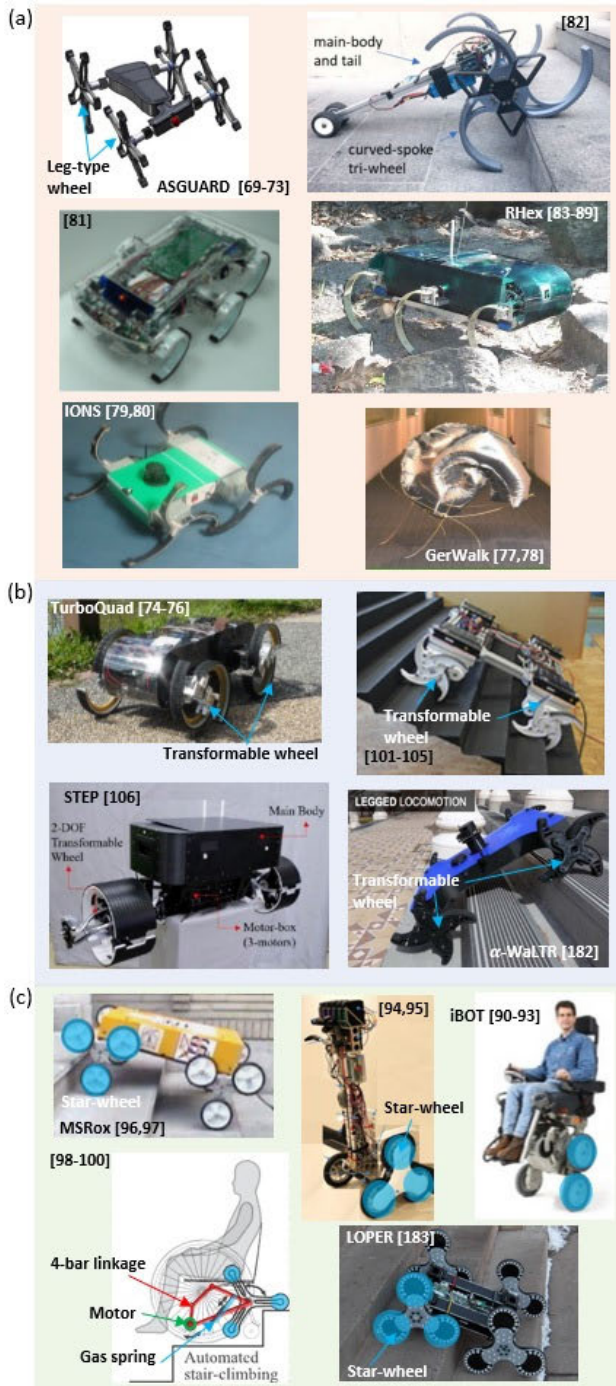 (a)
[82]
main-body
and tail
curved-spoke
tri-wheel
Leg-type
wheel
ASGUARD [69-73]
[81]
RHex [83-89]
IONS [79,80]
GerWalk [77,78]
(b)
TurboQuad [74-76]
Transformable wheel
Transformable
wheel
[101-105]
STEP [106]
Main Body
2-DOF
Transformable
Wheel
Motor-box
(3-motors)
LEGGED LOCOMOTION
Transformable
wheel
α-WaLTR [182]
(c)
Star-wheel
MSRox [96,97]
[94,95]
Star-wheel
iBOT [90-93]
[98-100]
4-bar linkage
Motor
Gas spring
Automated
stair-climbing
LOPER [183]
Star-wheel